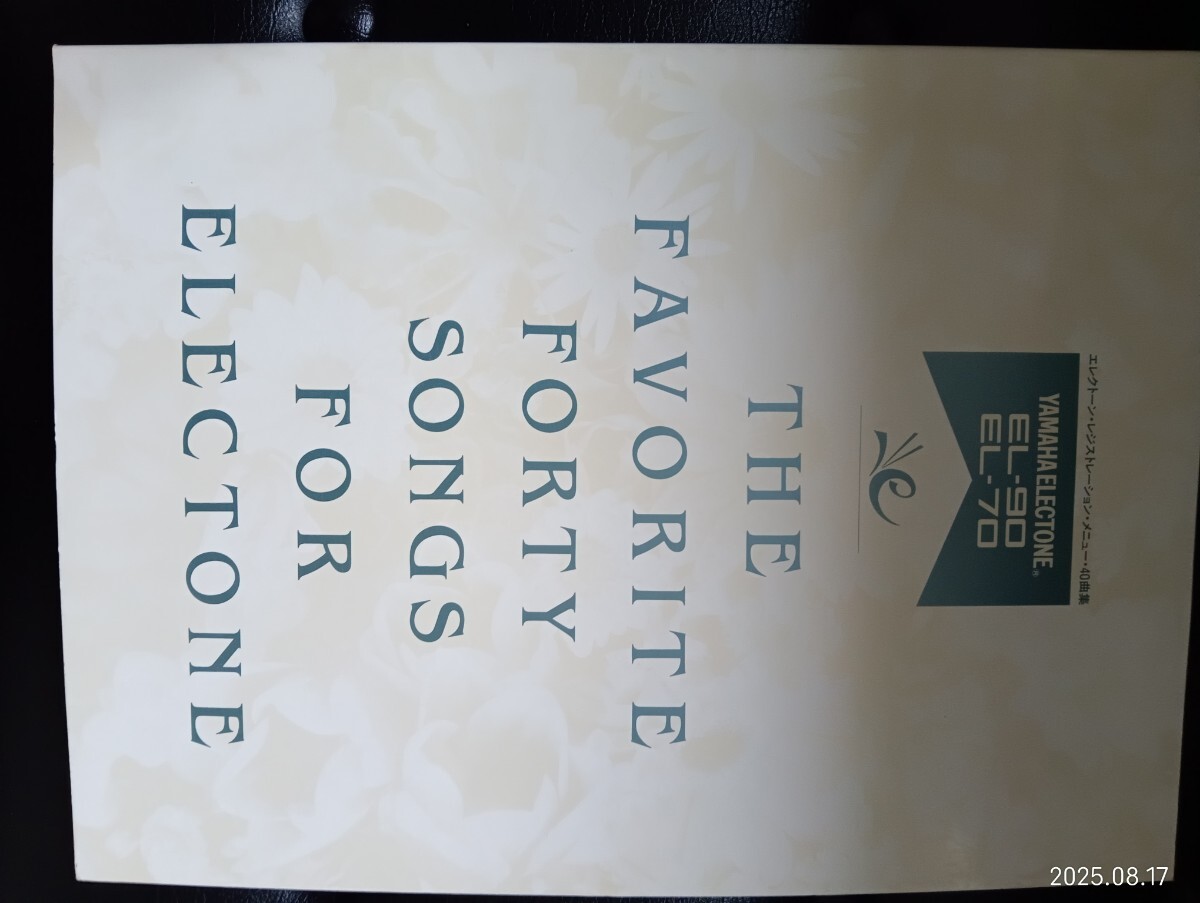 エレクトーン・レジストレーション・メニュー・40曲集
YAMAHA ELECTONE®
EL-90
EL-70
THE
FAVORITE
FORTY
SONGS
FOR
ELECTONE
2025.08.17